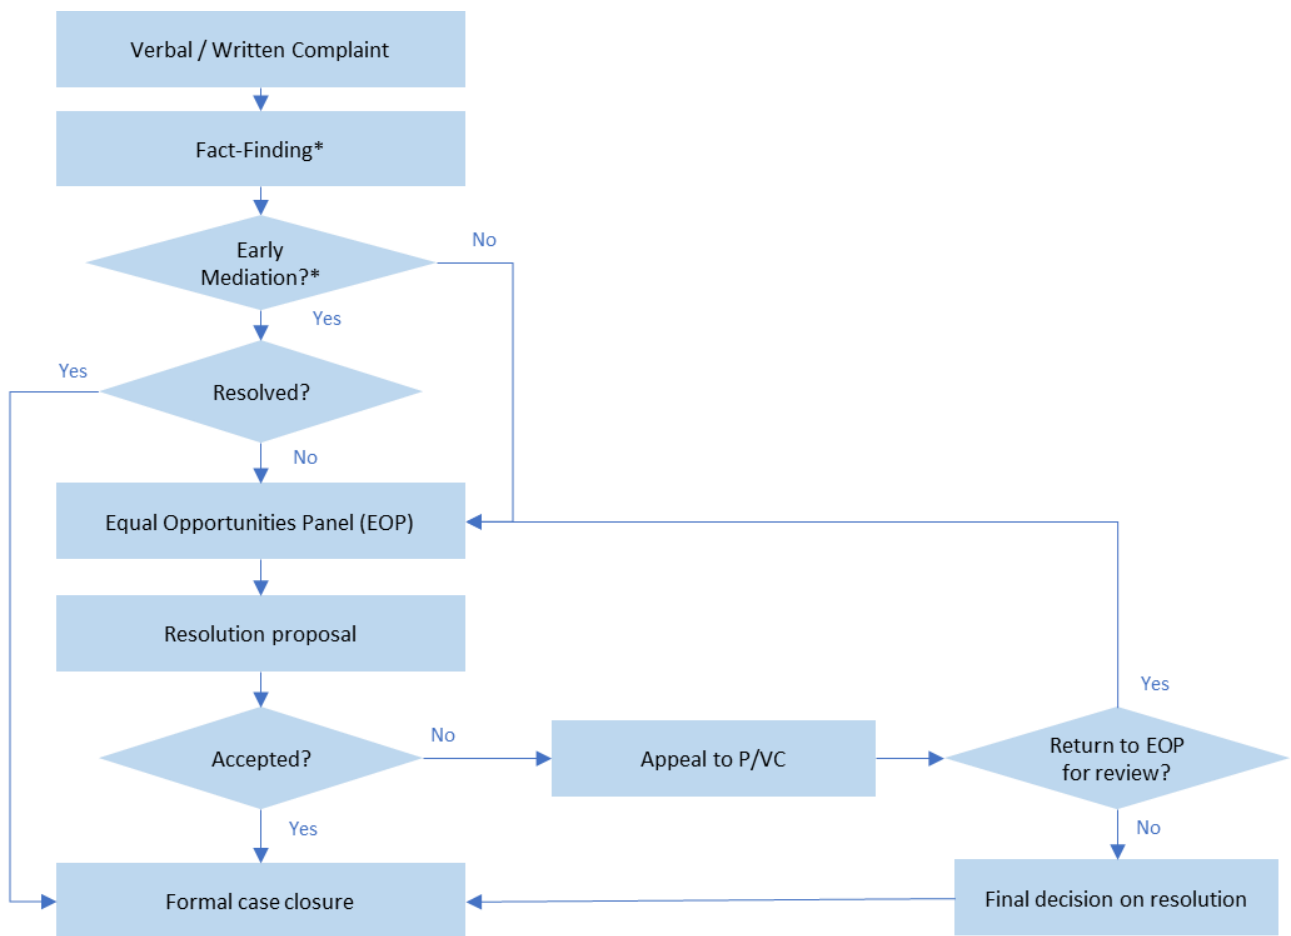 Verbal / Written Complaint
Fact-Finding*
Early
Mediation?*
No
Yes
Resolved?
Yes
No
Equal Opportunities Panel (EOP)
Resolution proposal
Accepted?
No
Appeal to P/VC
Return to EOP
for review?
Yes
Yes
No
Formal case closure
Final decision on resolution